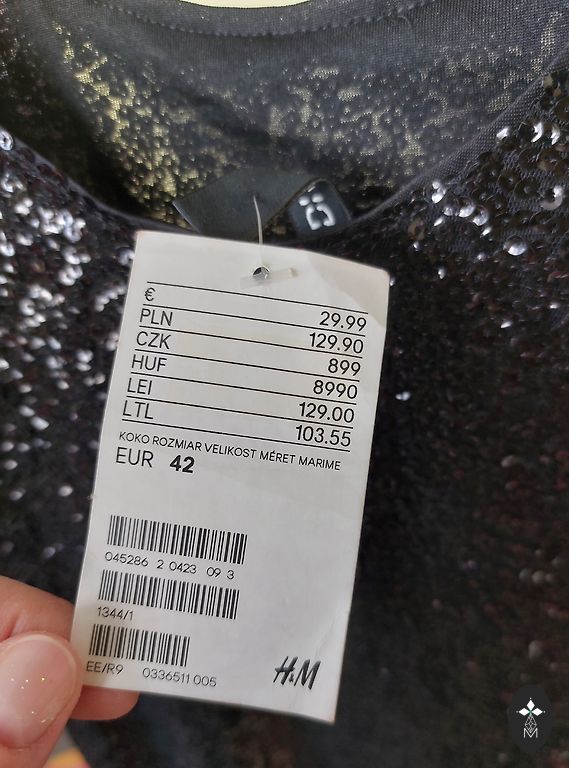 € 29.99
PLN 129.90
CZK 899
HUF 8990
LEI 129.00
LTL 103.55
KOKO ROZMIAR VELIKOST MÉRET MARIME
EUR 42
045286 2 0423 09 3
1344/1
EE/R9 0336511 005
H&M
M